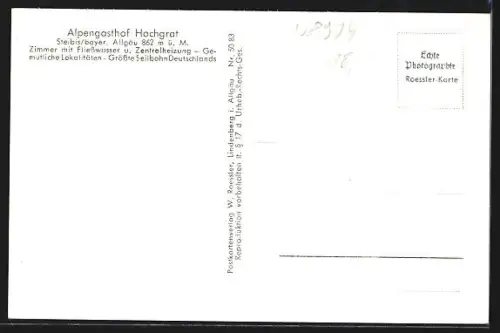 Alpengasthof Hochgrat
Steibis/bayer. Allgäu 862 m ü. M.
Zimmer mit Fließwasser u. Zentralheizung - Ge-
mütliche Lokalitäten - Größte Seilbahn Deutschlands
Postkartenverlag W. Roessler, Lindenberg i. Allgäu Nr. 50 83
Reproduktion vorbehalten lt. § 17 d. Urheb.-Rechts-Ges.
Echte
Photographie
Roessler-Karte